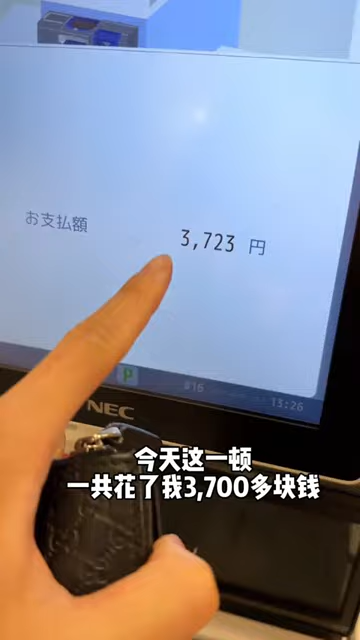 お支払額
3,723 円
P
#16
13:26
NEC
今天这一顿
一共花了我3,700多块钱